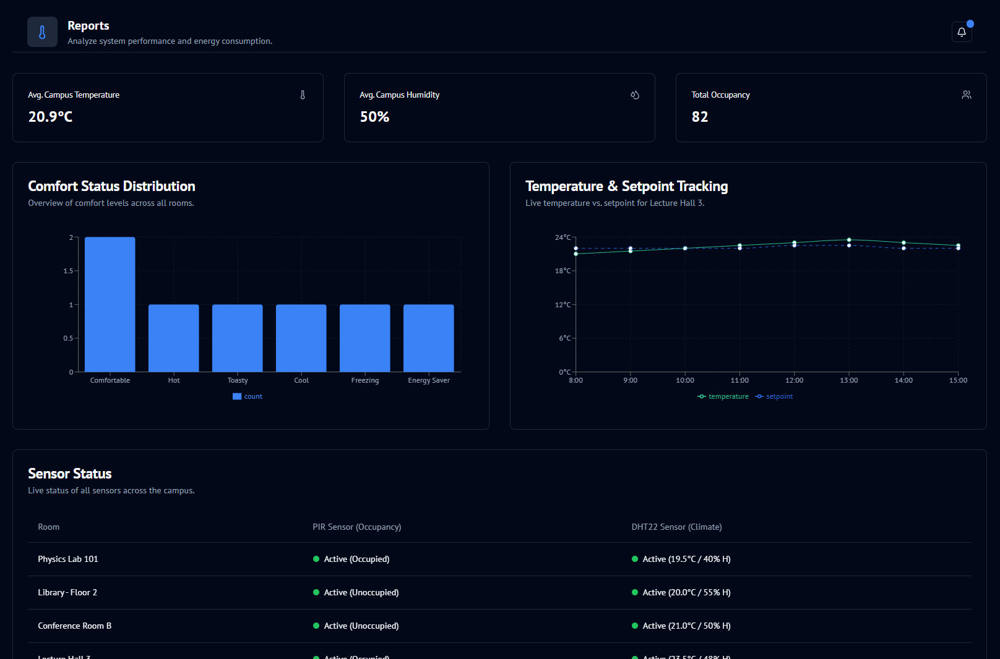 Reports
Analyze system performance and energy consumption.
Avg. Campus Temperature
20.9°C
Avg. Campus Humidity
50%
Total Occupancy
82
Comfort Status Distribution
Overview of comfort levels across all rooms.
2
1.5
1
0.5
0
Comfortable Hot Toasty Cool Freezing Energy Saver
count
Temperature & Setpoint Tracking
Live temperature vs. setpoint for Lecture Hall 3.
24°C
18°C
12°C
6°C
0°C
8:00 9:00 10:00 11:00 12:00 13:00 14:00 15:00
temperature setpoint
Sensor Status
Live status of all sensors across the campus.
Room PIR Sensor (Occupancy) DHT22 Sensor (Climate)
Physics Lab 101 Active (Occupied) Active (19.5°C / 40% H)
Library - Floor 2 Active (Unoccupied) Active (20.0°C / 55% H)
Conference Room B Active (Unoccupied) Active (21.0°C / 50% H)
Lecture Hall 3 Active (Occupied) Active (23.5°C / 48% H)